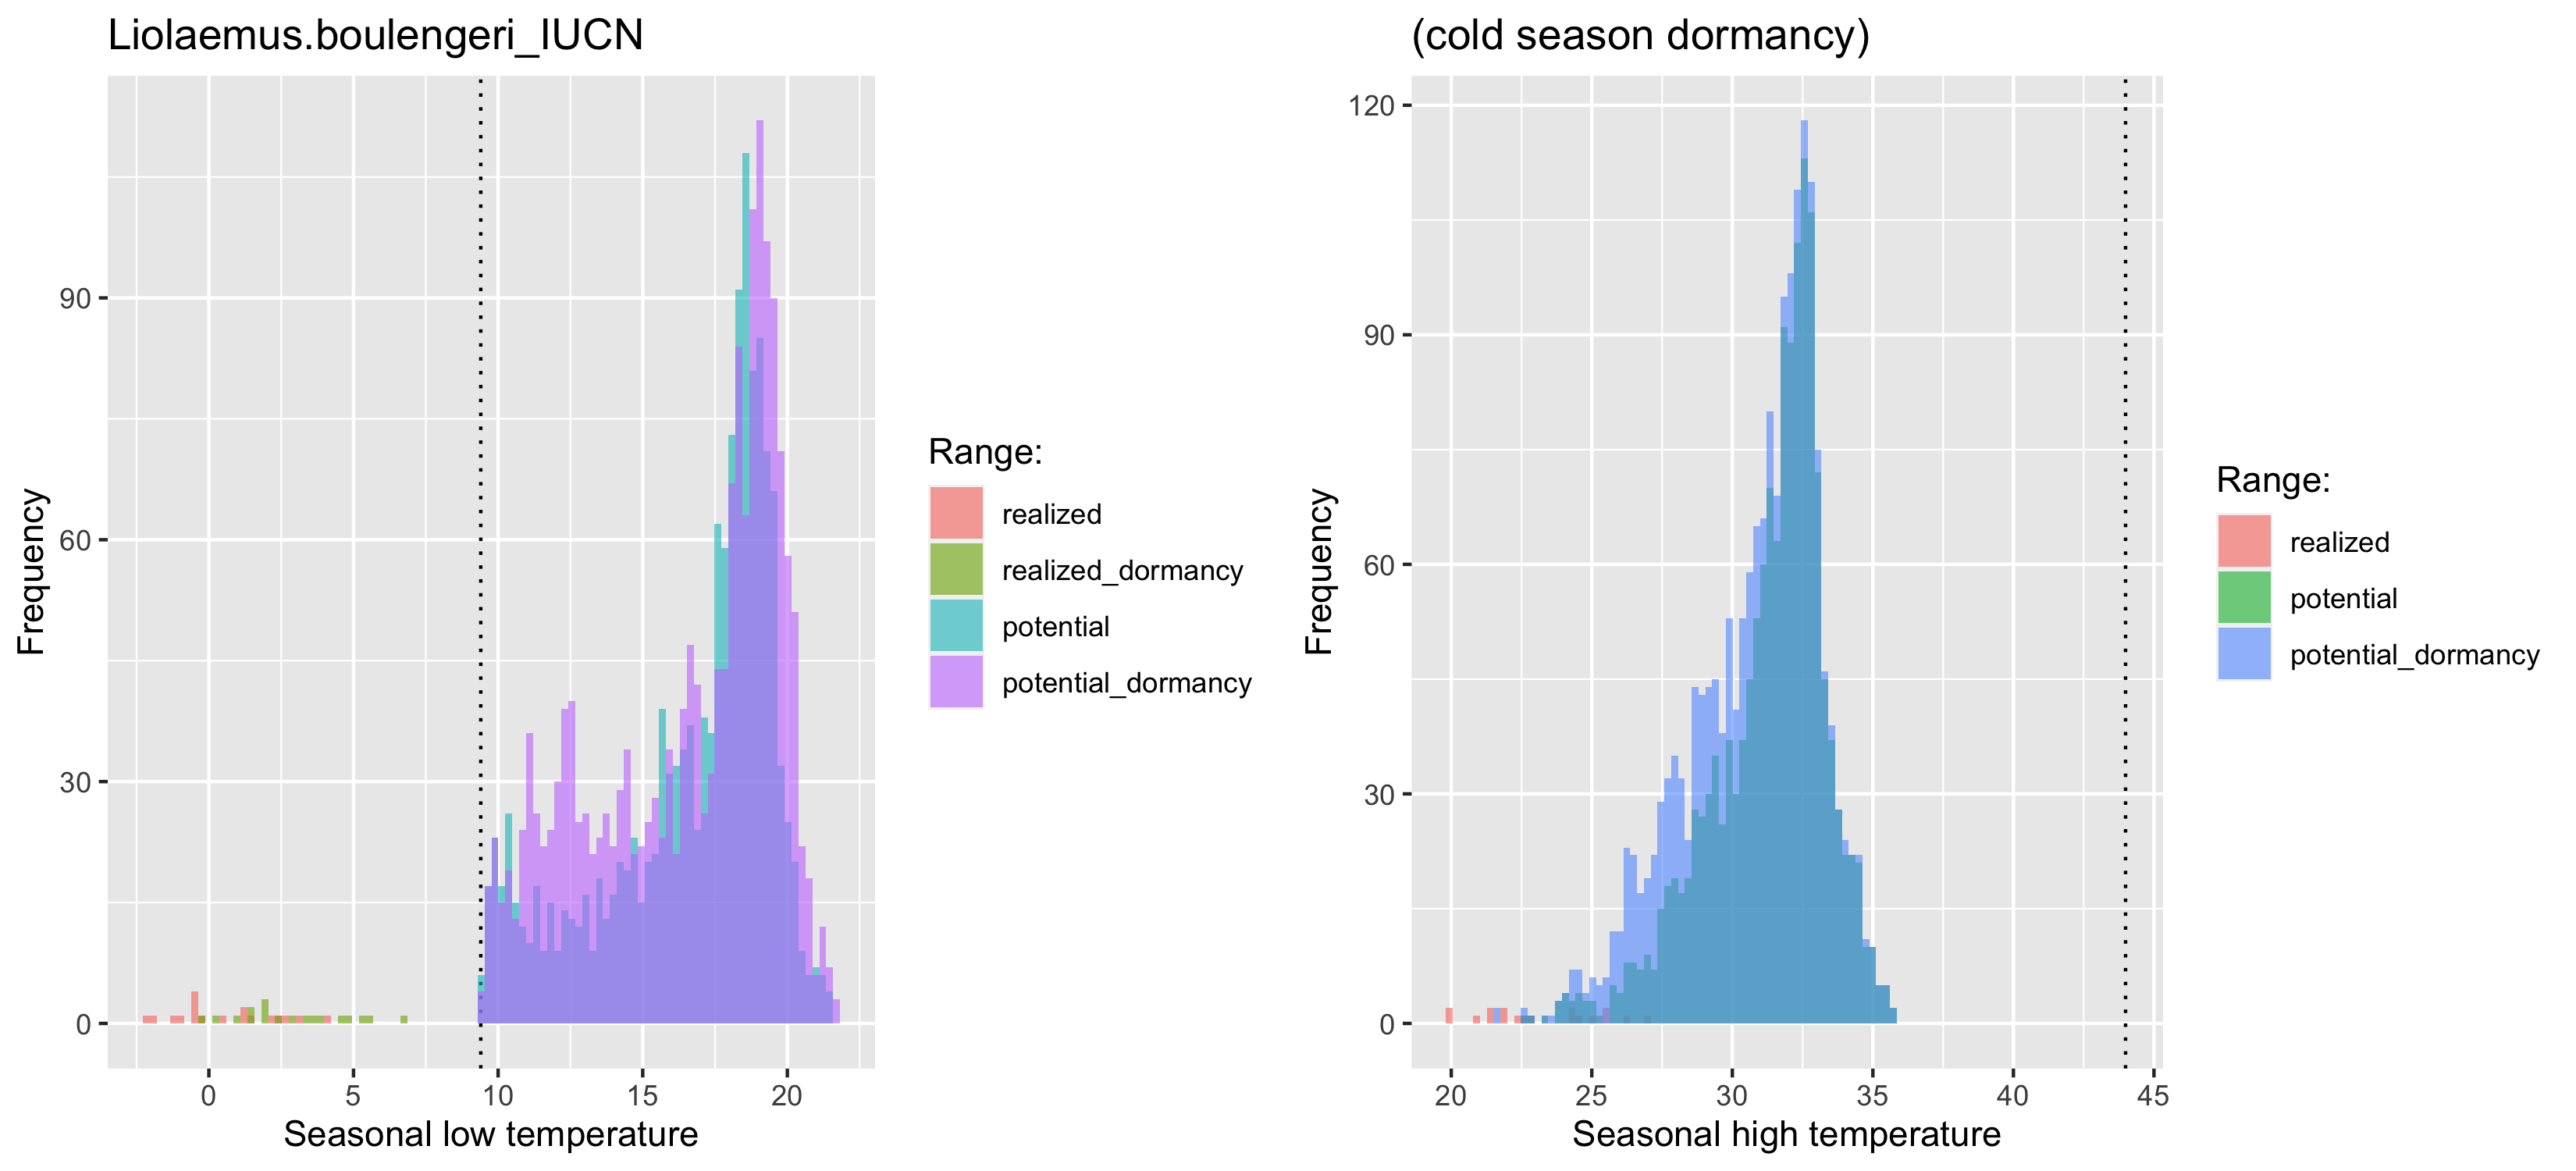 Liolaemus.boulengeri_IUCN
Frequency
90
60
30
0
0 5 10 15 20
Seasonal low temperature
Range:
realized
realized_dormancy
potential
potential_dormancy
(cold season dormancy)
Frequency
120
90
60
30
0
20 25 30 35 40 45
Seasonal high temperature
Range:
realized
potential
potential_dormancy